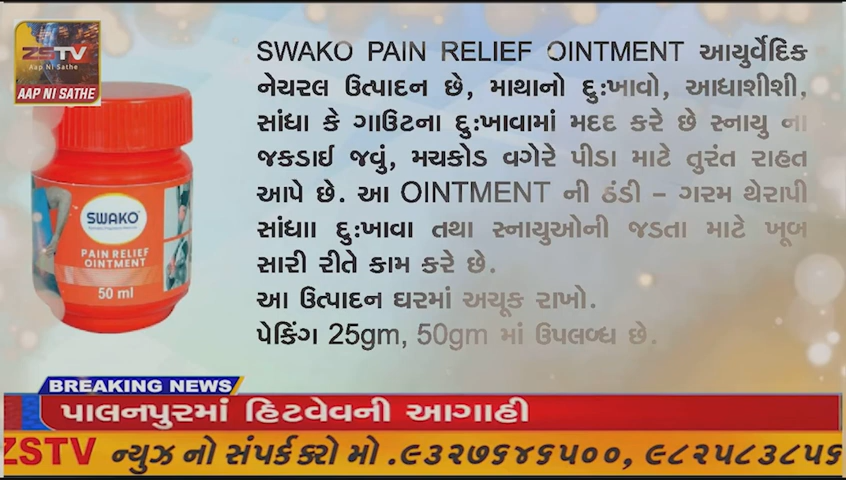 ZSTV
Aap Ni Sathe
AAP NI SATHE
SWAKO PAIN RELIEF OINTMENT આયુર્વેદિક
નેચરલ ઉત્પાદન છે, માથાનો દુ:ખાવો, આધાશીશી,
સાંધા કે ગાઉટના દુ:ખાવામાં મદદ કરે છે સ્નાયુ ના
જકડાઈ જવું, મચકોડ વગેરે પીડા માટે તુરંત રાહત
આપે છે. આ OINTMENT ની ઠંડી – ગરમ થેરાપી
સાંધાા દુ:ખાવા તથા સ્નાયુઓની જડતા માટે ખૂબ
સારી રીતે કામ કરે છે.
આ ઉત્પાદન ઘરમાં અચૂક રાખો.
પેકિંગ 25gm, 50gm માં ઉપલબ્ધ છે.
SWAKO
PAIN RELIEF
OINTMENT
50 ml
BREAKING NEWS
પાલનપુરમાં હિટવેવની આગાહી
ZSTV ન્યુઝ નો સંપર્ક કરો મો .૯૩૨૭૬૪૬૫૦૦, ૯૮૨૫૮૩૮૫૬